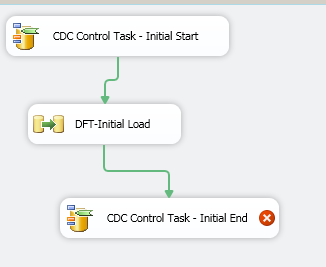 CDC Control Task - Initial Start
DFT-Initial Load
CDC Control Task - Initial End